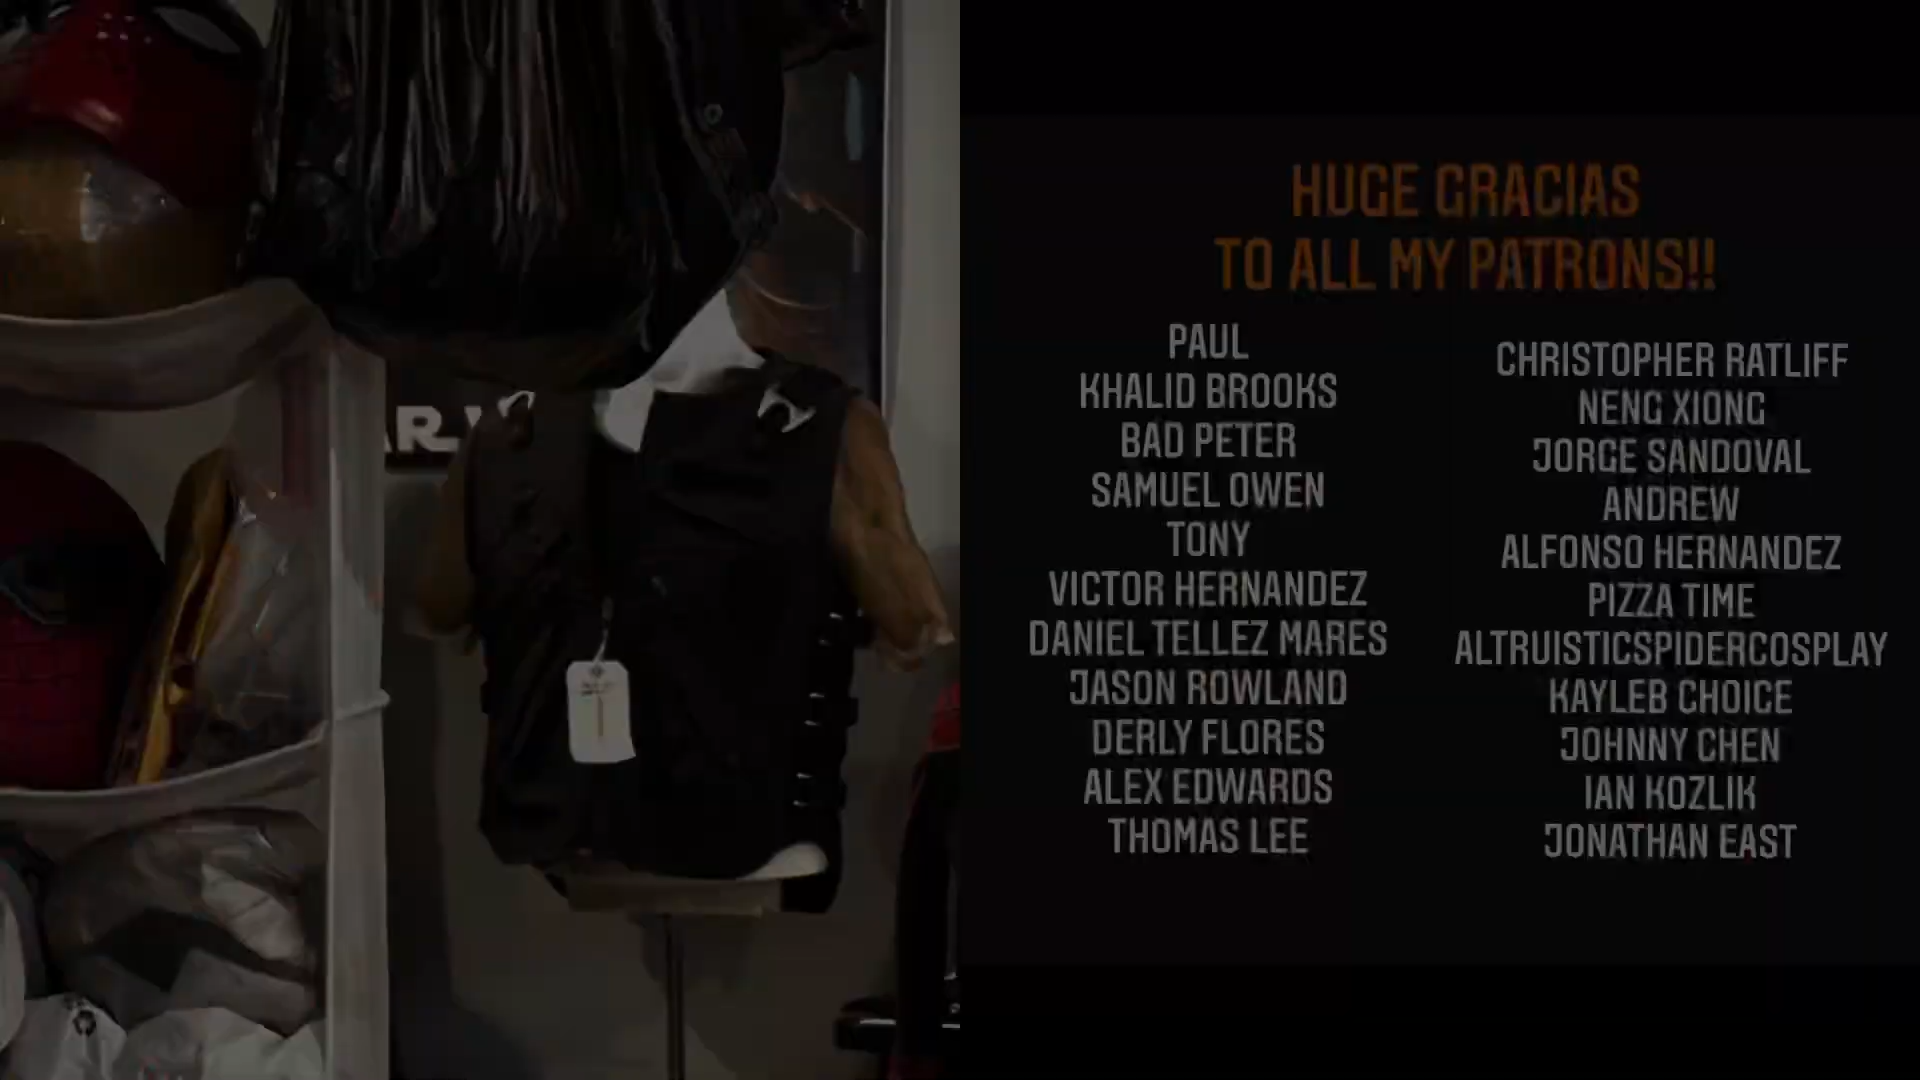 HUGE GRACIAS
TO ALL MY PATRONS!!
PAUL
KHALID BROOKS
BAD PETER
SAMUEL OWEN
TONY
VICTOR HERNANDEZ
DANIEL TELLEZ MARES
JASON ROWLAND
DERLY FLORES
ALEX EDWARDS
THOMAS LEE
CHRISTOPHER RATLIFF
NENG XIONG
JORGE SANDOVAL
ANDREW
ALFONSO HERNANDEZ
PIZZA TIME
ALTRUISTICSPIDERCOSPLAY
KAYLEB CHOICE
JOHNNY CHEN
IAN KOZLIK
JONATHAN EAST